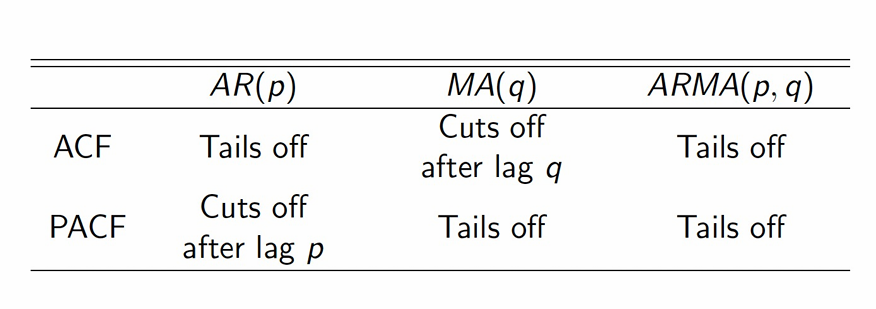 AR(p) MA(q) ARMA(p, q)
ACF Tails off Cuts off after lag q Tails off
PACF Cuts off after lag p Tails off Tails off